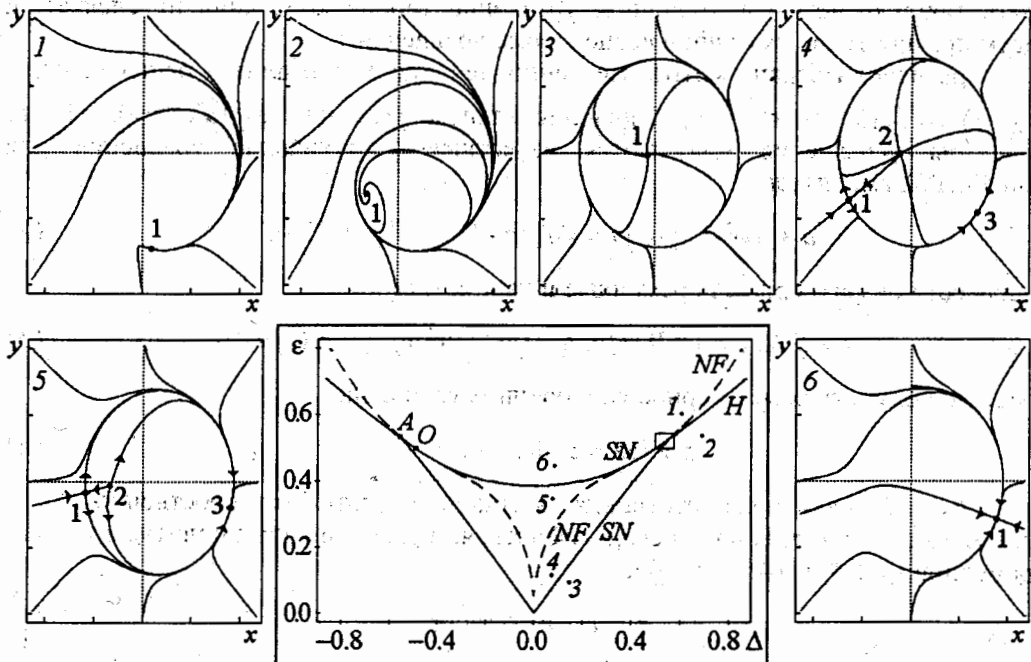 y 1 1 x
y 2 1 x
y 3 1 x
y 4 2 1 3 x
y 5 1 2 3 x
ε
NF
0.6 A O 1. H
SN .2
0.4 6.
5.
NF SN
0.2
4.
.3
0.0
−0.8 −0.4 0.0 0.4 0.8 Δ
y 6 1 x